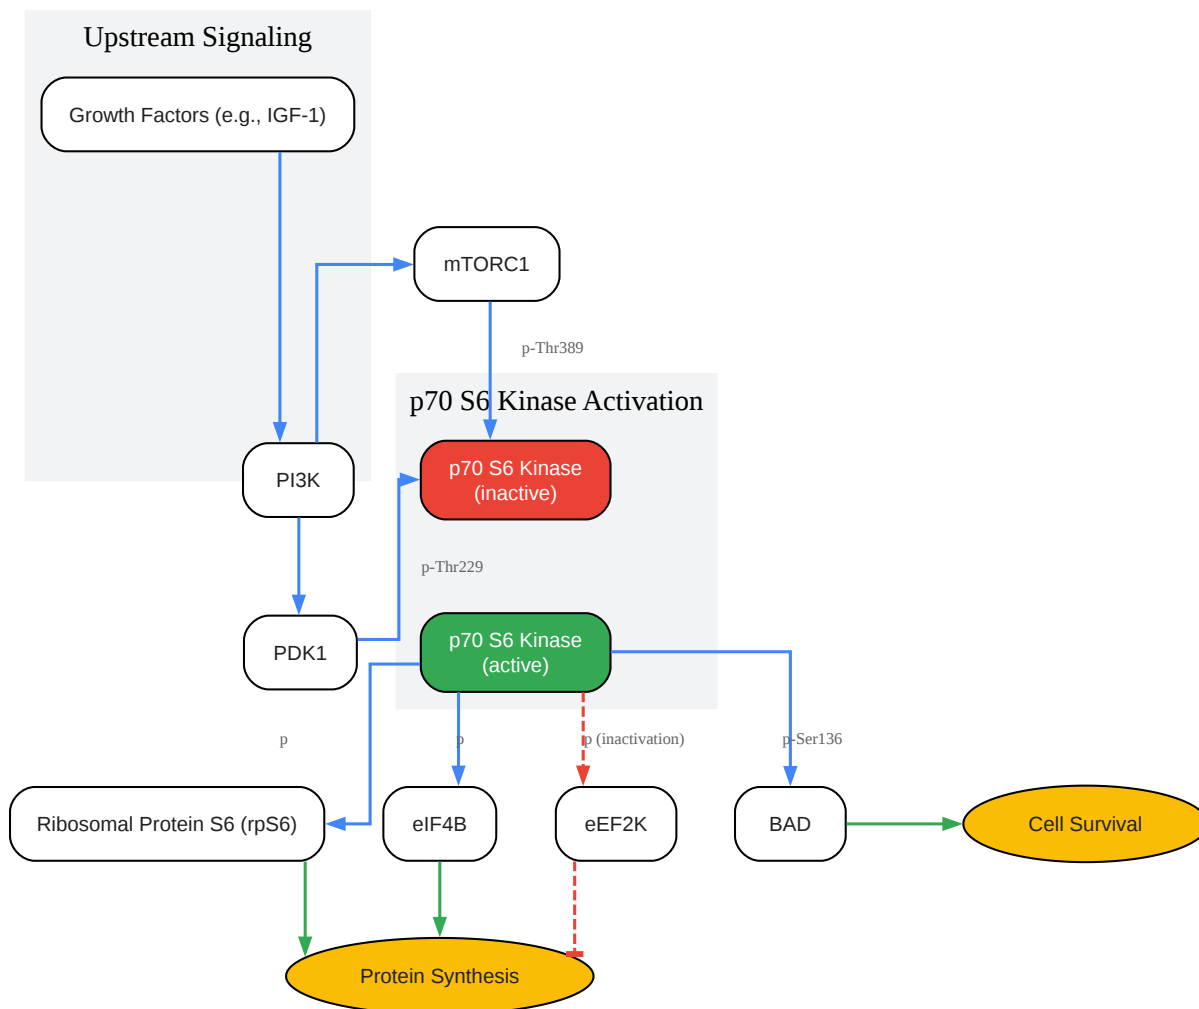 Upstream Signaling
Growth Factors (e.g., IGF-1)
mTORC1
p-Thr389
p70 S6 Kinase Activation
PI3K
p70 S6 Kinase
(inactive)
p-Thr229
PDK1
p70 S6 Kinase
(active)
p
p
p (inactivation)
p-Ser136
Ribosomal Protein S6 (rpS6)
eIF4B
eEF2K
BAD
Cell Survival
Protein Synthesis